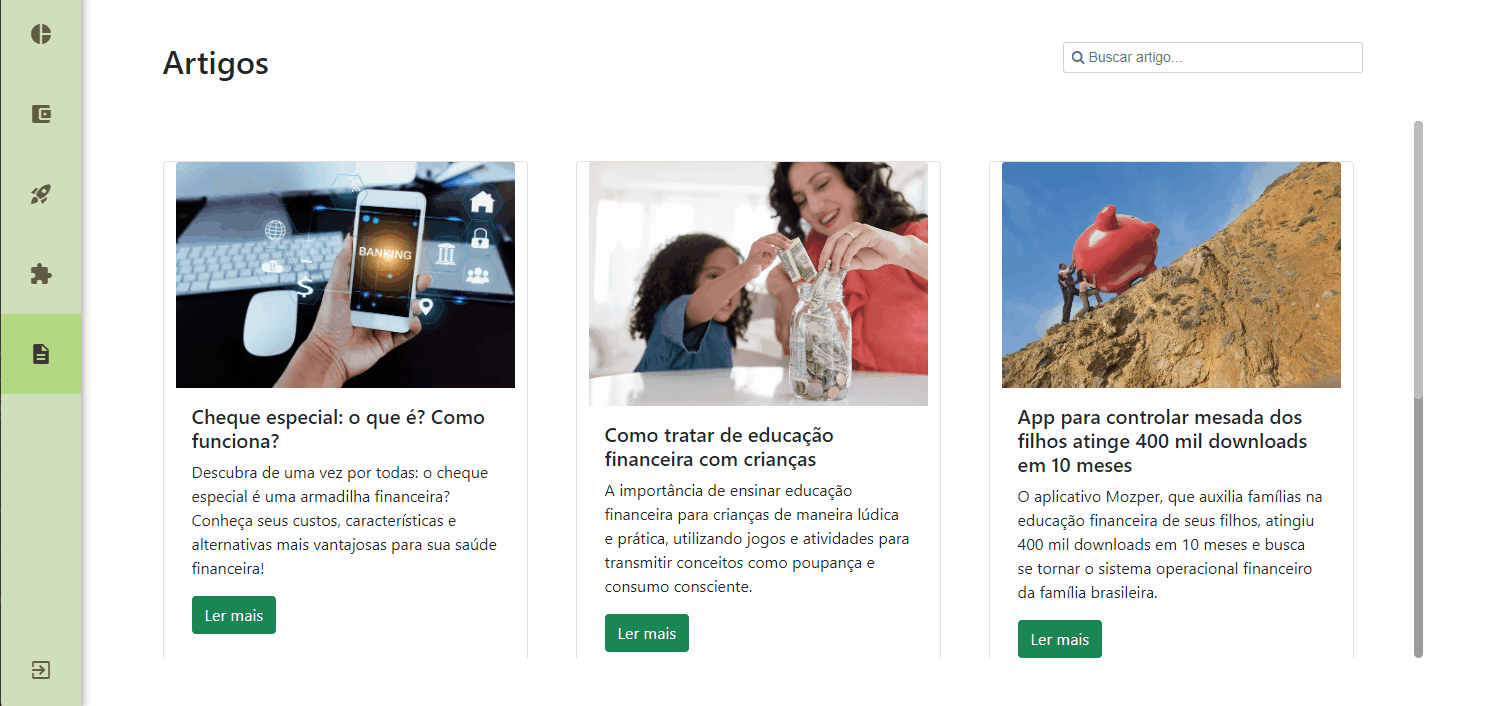 Artigos
Buscar artigo...
BANKING
Cheque especial: o que é? Como
funciona?
Descubra de uma vez por todas: o cheque
especial é uma armadilha financeira?
Conheça seus custos, características e
alternativas mais vantajosas para sua saúde
financeira!
Ler mais
Como tratar de educação
financeira com crianças
A importância de ensinar educação
financeira para crianças de maneira lúdica
e prática, utilizando jogos e atividades para
transmitir conceitos como poupança e
consumo consciente.
Ler mais
App para controlar mesada dos
filhos atinge 400 mil downloads
em 10 meses
O aplicativo Mozper, que auxilia famílias na
educação financeira de seus filhos, atingiu
400 mil downloads em 10 meses e busca
se tornar o sistema operacional financeiro
da família brasileira.
Ler mais